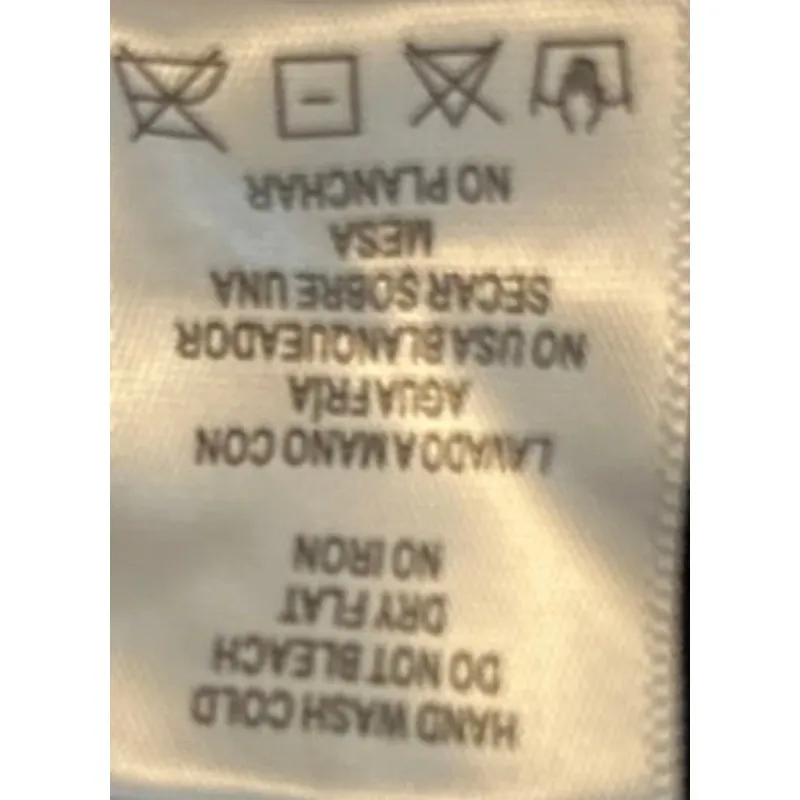 HAND WASH COLD
DO NOT BLEACH
DRY FLAT
NO IRON
LAVADO A MANO CON
AGUA FRÍA
NO USA BLANQUEADOR
SECAR SOBRE UNA
MESA
NO PLANCHAR